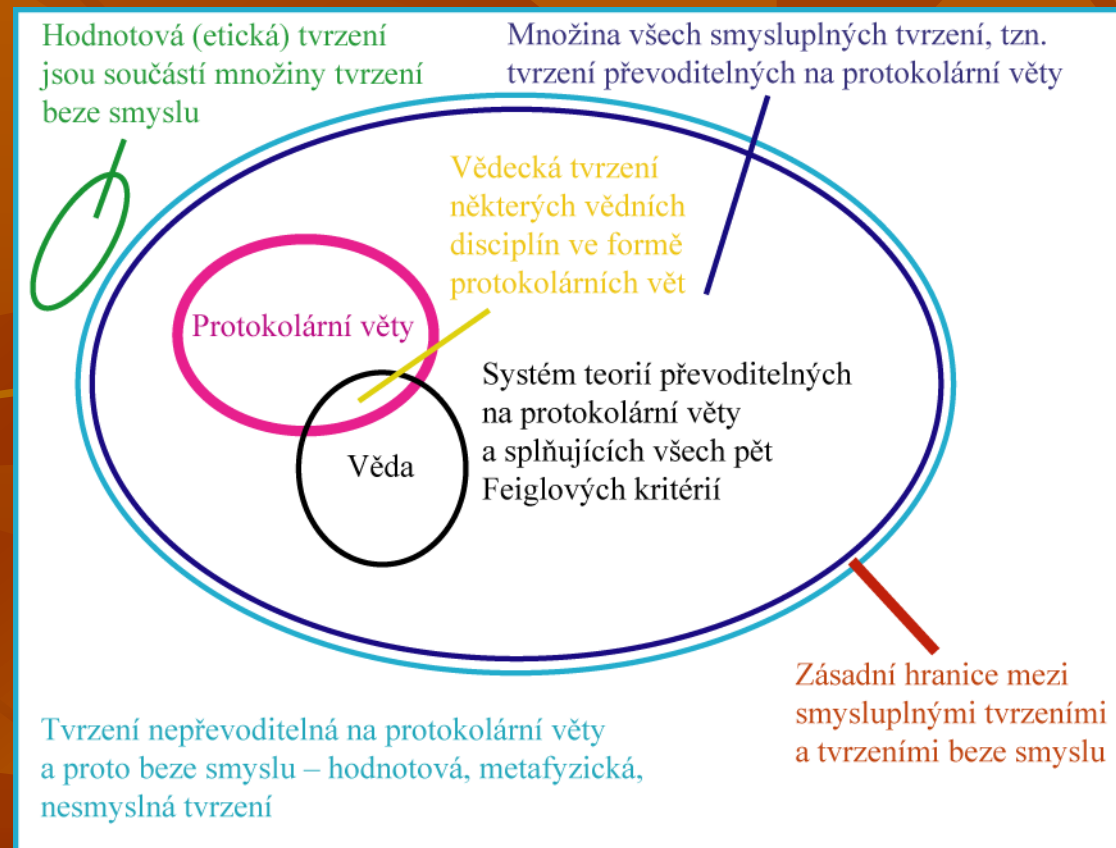 Hodnotová (etická) tvrzení
jsou součástí množiny tvrzení
beze smyslu
Množina všech smysluplných tvrzení, tzn.
tvrzení převoditelných na protokolární věty
Vědecká tvrzení
některých vědních
disciplín ve formě
protokolárních vět
Protokolární věty
Věda
Systém teorií převoditelných
na protokolární věty
a splňujících všech pět
Feiglových kritérií
Zásadní hranice mezi
smysluplnými tvrzeními
a tvrzeními beze smyslu
Tvrzení nepřevoditelná na protokolární věty
a proto beze smyslu – hodnotová, metafyzická,
nesmyslná tvrzení